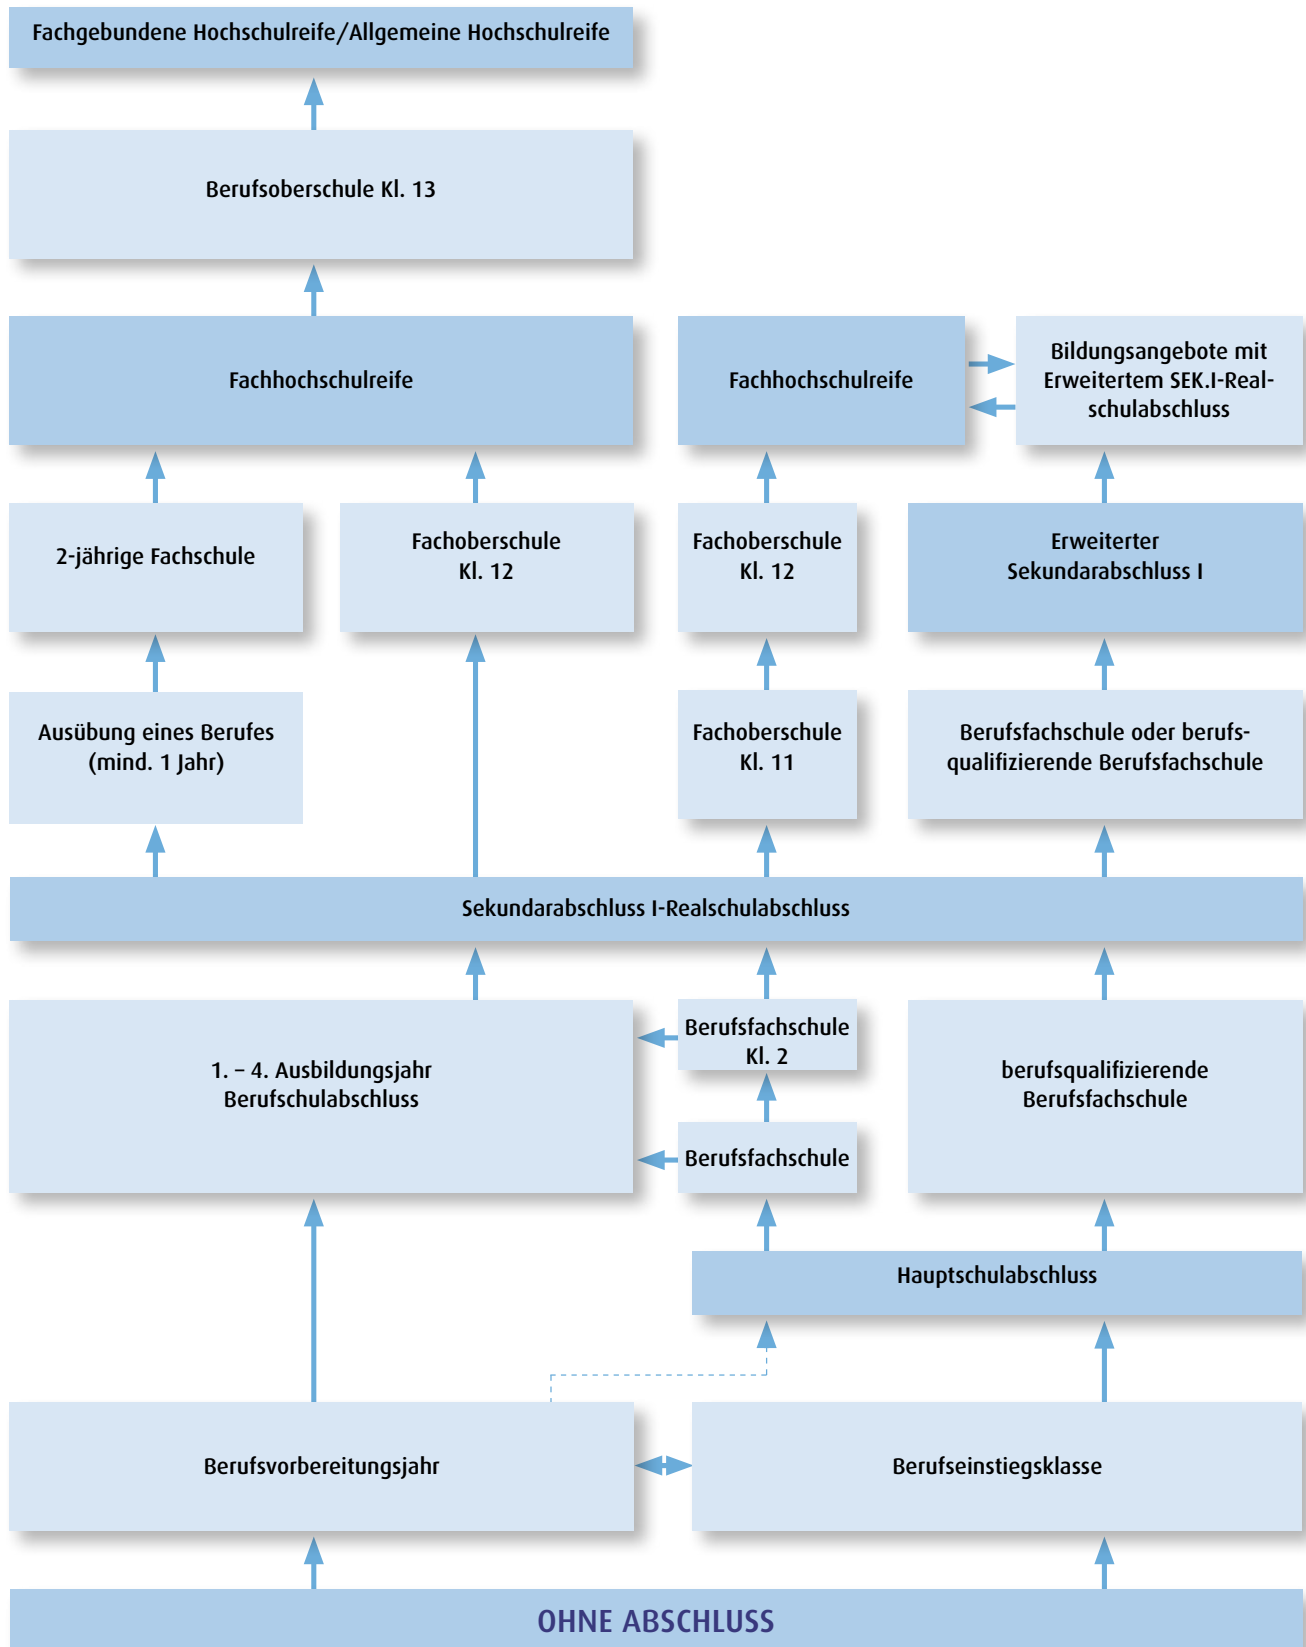 Fachgebundene Hochschulreife/Allgemeine Hochschulreife
Berufsoberschule Kl. 13
Fachhochschulreife
Fachhochschulreife
Bildungsangebote mit
Erweitertem SEK.I-Real-
schulabschluss
2-jährige Fachschule
Fachoberschule
Kl. 12
Fachoberschule
Kl. 12
Erweiterter
Sekundarabschluss I
Ausübung eines Berufes
(mind. 1 Jahr)
Fachoberschule
Kl. 11
Berufsfachschule oder berufs-
qualifizierende Berufsfachschule
Sekundarabschluss I-Realschulabschluss
1. – 4. Ausbildungsjahr
Berufschulabschluss
Berufsfachschule
Kl. 2
Berufsfachschule
berufsqualifizierende
Berufsfachschule
Hauptschulabschluss
Berufsvorbereitungsjahr
Berufseinstiegsklasse
OHNE ABSCHLUSS